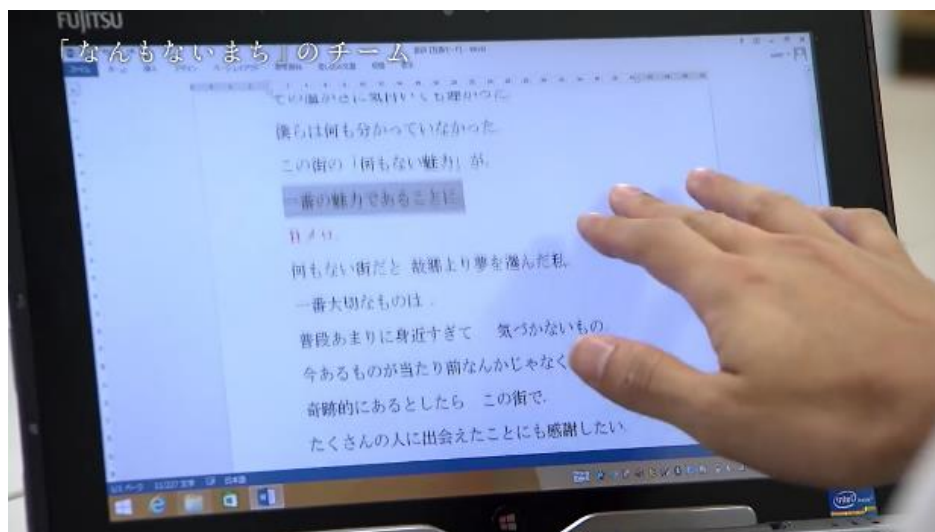 FUJITSU
「なんもないまち」のチーム
僕らは何も分かっていなかった
この街の「何もない魅力」が、
一番の魅力であることに
日メロ
何もない街だと 故郷より夢を選んだ私
一番大切なものは
普段あまりに身近すぎて 気づかないもの
今あるものが当たり前なんかじゃなく
奇跡的にあるとしたら この街で、
たくさんの人に出会えたことにも感謝したい、
日本語
intel